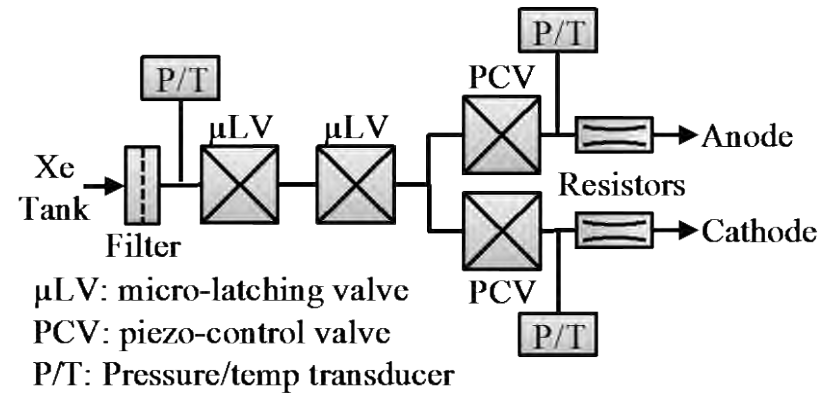 P/T
P/T
PCV
µLV
µLV
Xe
Tank
Anode
Resistors
Cathode
Filter
PCV
µLV: micro-latching valve
PCV: piezo-control valve
P/T
P/T: Pressure/temp transducer